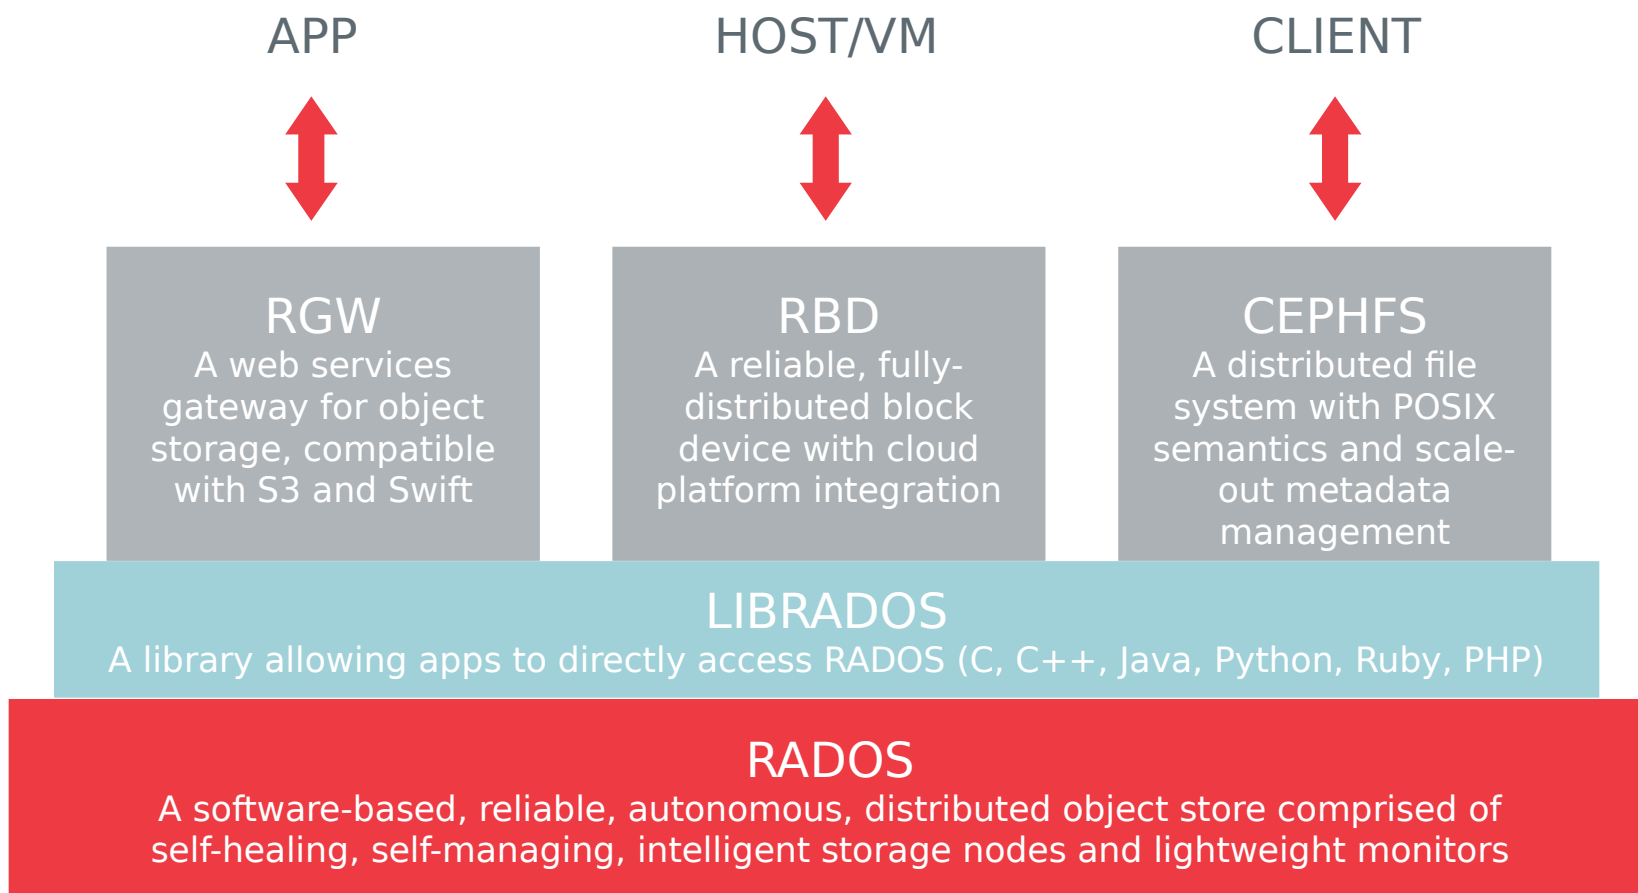 APP
HOST/VM
CLIENT
RGW
A web services
gateway for object
storage, compatible
with S3 and Swift
RBD
A reliable, fully-
distributed block
device with cloud
platform integration
CEPHFS
A distributed file
system with POSIX
semantics and scale-
out metadata
management
LIBRADOS
A library allowing apps to directly access RADOS (C, C++, Java, Python, Ruby, PHP)
RADOS
A software-based, reliable, autonomous, distributed object store comprised of
self-healing, self-managing, intelligent storage nodes and lightweight monitors